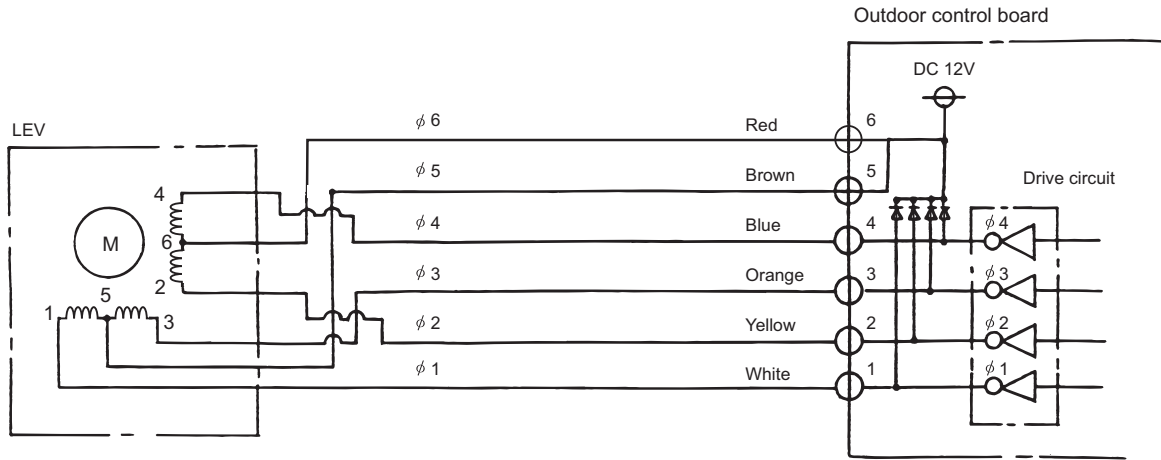 Outdoor control board
DC 12V
LEV
φ 6 Red 6
φ 5 Brown 5
Drive circuit
4
φ 4 Blue 4 φ 4
M 6
2
φ 3 Orange 3 φ 3
5
1 3
φ 2 Yellow 2 φ 2
φ 1 White 1 φ 1